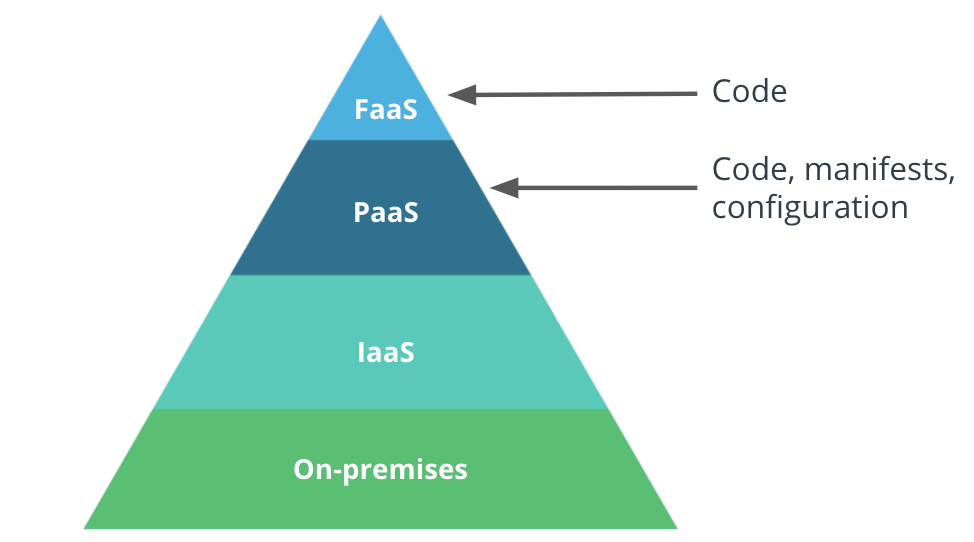 FaaS
Code
PaaS
Code, manifests,
configuration
IaaS
On-premises